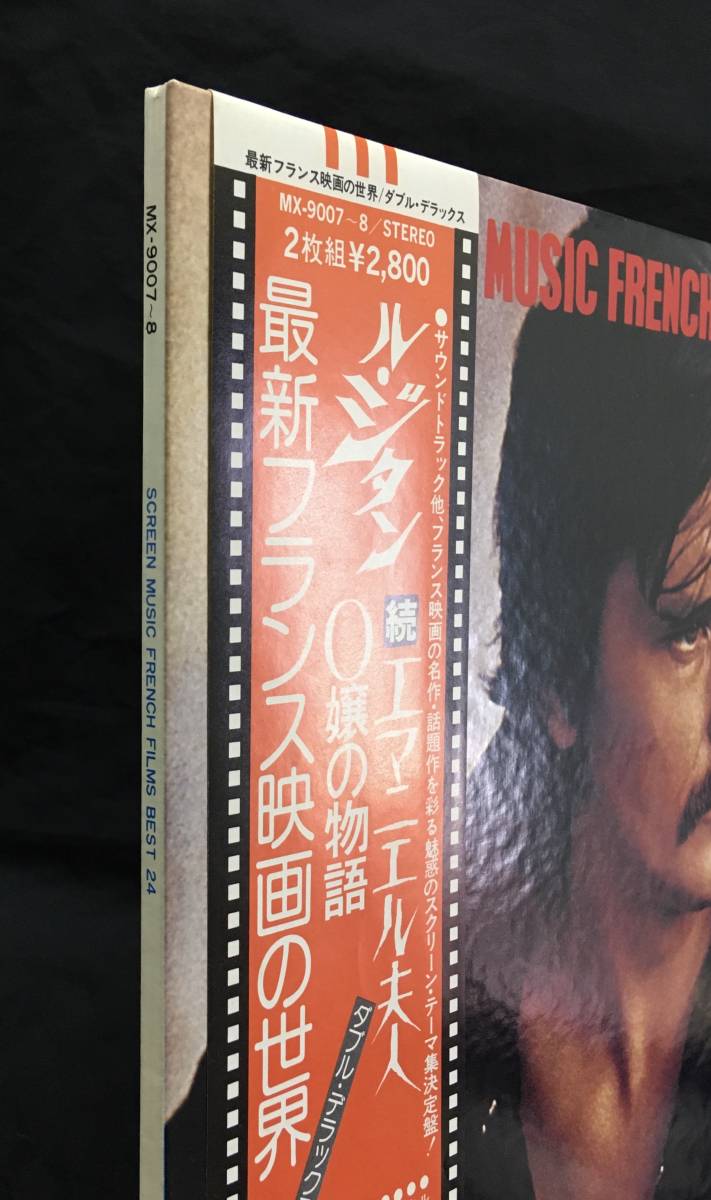 MX-9007~8
SCREEN MUSIC FRENCH FILMS BEST 24
最新フランス映画の世界/ダブル・デラックス
MX-9007~8/STEREO
2枚組¥2,800
●サウンドトラック他、フランス映画の名作・話題作を彩る魅惑のスクリーン・テーマ集決定盤!
ル・ジタン
続エマニエル夫人
O嬢の物語
最新フランス映画の世界
ダブル・デラックス
MUSIC FRENCH